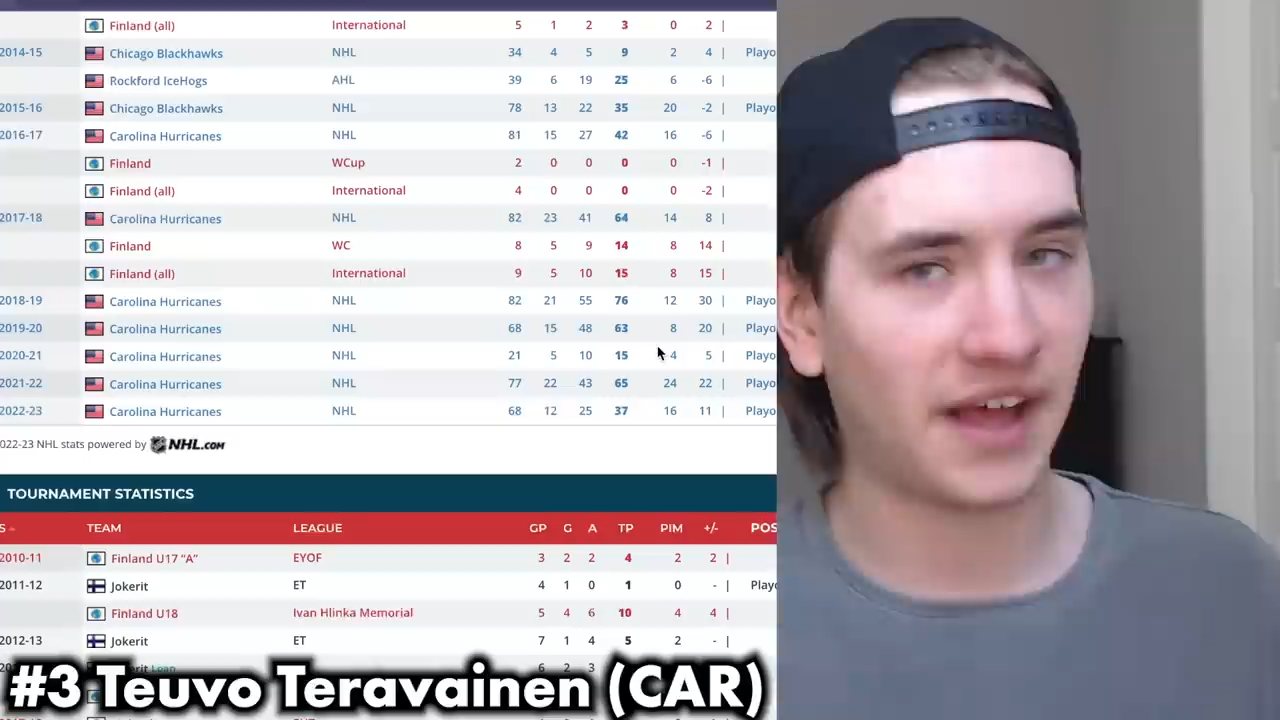 Finland (all) International 5 1 2 3 0 2 |
2014-15 Chicago Blackhawks NHL 34 4 5 9 2 4 | Playo
Rockford IceHogs AHL 39 6 19 25 6 -6 |
2015-16 Chicago Blackhawks NHL 78 13 22 35 20 -2 | Playo
2016-17 Carolina Hurricanes NHL 81 15 27 42 16 -6 |
Finland WCup 2 0 0 0 0 -1 |
Finland (all) International 4 0 0 0 0 -2 |
2017-18 Carolina Hurricanes NHL 82 23 41 64 14 8 |
Finland WC 8 5 9 14 8 14 |
Finland (all) International 9 5 10 15 8 15 |
2018-19 Carolina Hurricanes NHL 82 21 55 76 12 30 | Playo
2019-20 Carolina Hurricanes NHL 68 15 48 63 8 20 | Playo
2020-21 Carolina Hurricanes NHL 21 5 10 15 4 5 | Playo
2021-22 Carolina Hurricanes NHL 77 22 43 65 24 22 | Playo
2022-23 Carolina Hurricanes NHL 68 12 25 37 16 11 | Playo
022-23 NHL stats powered by NHL.COM
TOURNAMENT STATISTICS
S TEAM LEAGUE GP G A TP PIM +/- POS
2010-11 Finland U17 “A” EYOF 3 2 2 4 2 2 |
2011-12 Jokerit ET 4 1 0 1 0 - | Playo
Finland U18 Ivan Hlinka Memorial 5 4 6 10 4 4 |
2012-13 Jokerit ET 7 1 4 5 2 - |
Loan 6 2 3
#3 Teuvo Teravainen (CAR)